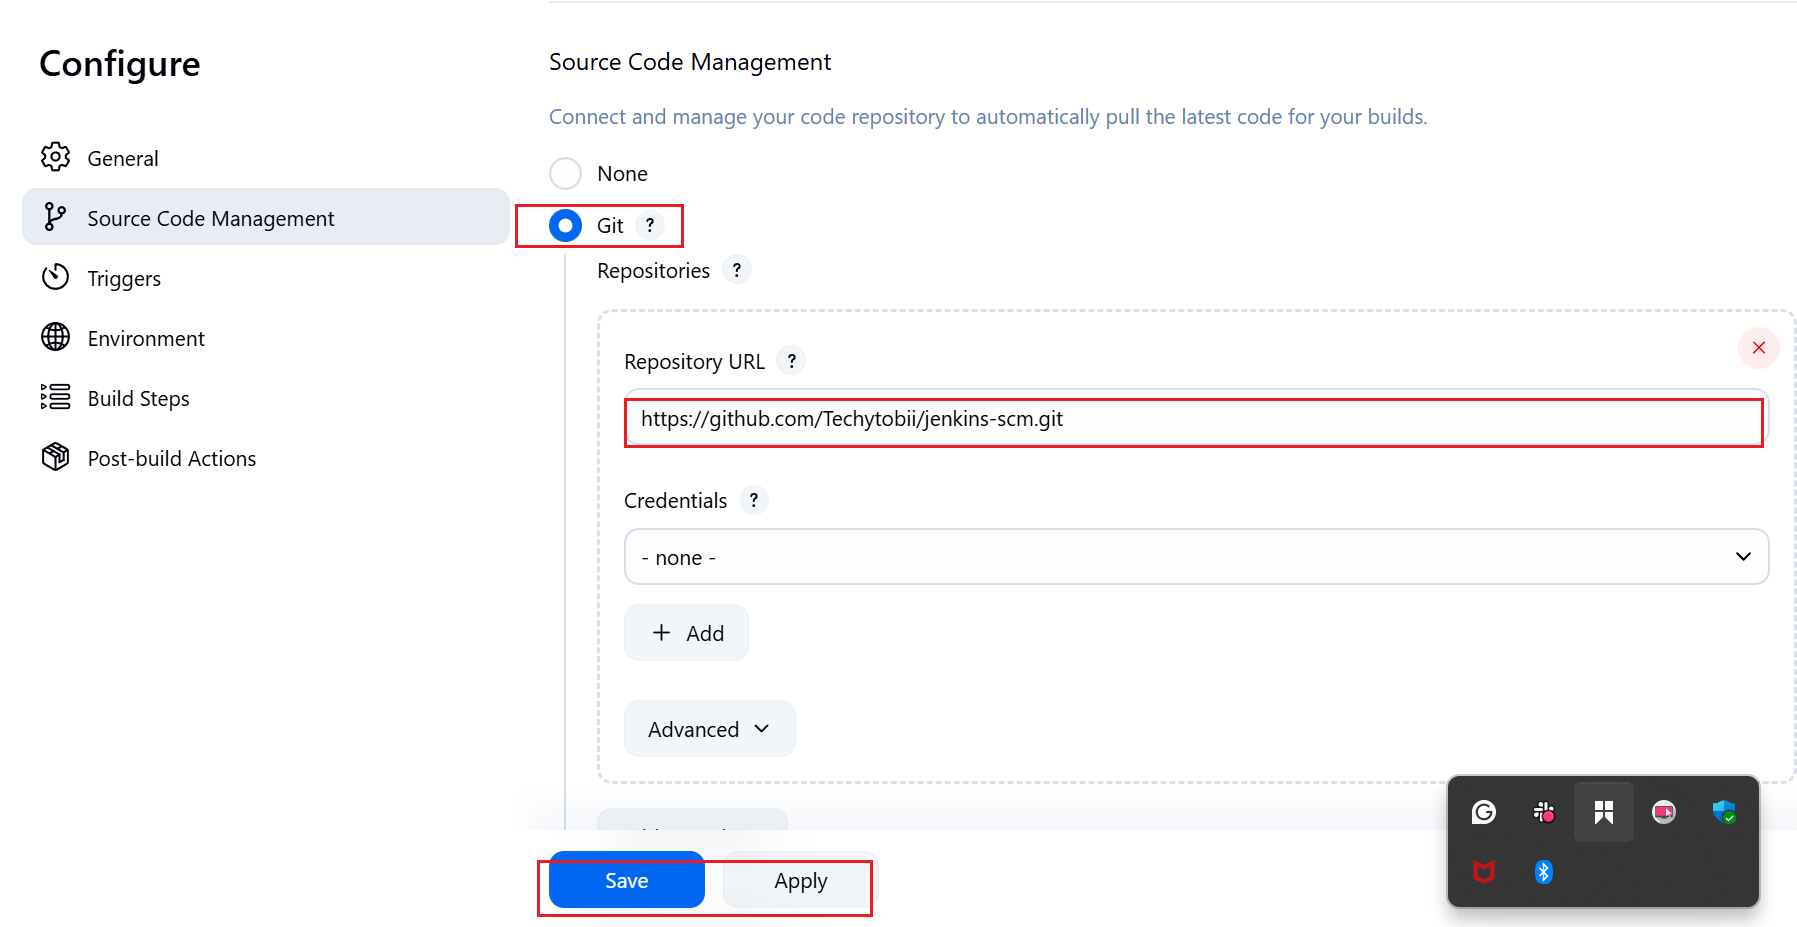 Configure
General
Source Code Management
Triggers
Environment
Build Steps
Post-build Actions
Source Code Management
Connect and manage your code repository to automatically pull the latest code for your builds.
None
Git ?
Repositories ?
Repository URL ?
https://github.com/Techytobii/jenkins-scm.git
Credentials ?
- none -
+ Add
Advanced
Save
Apply